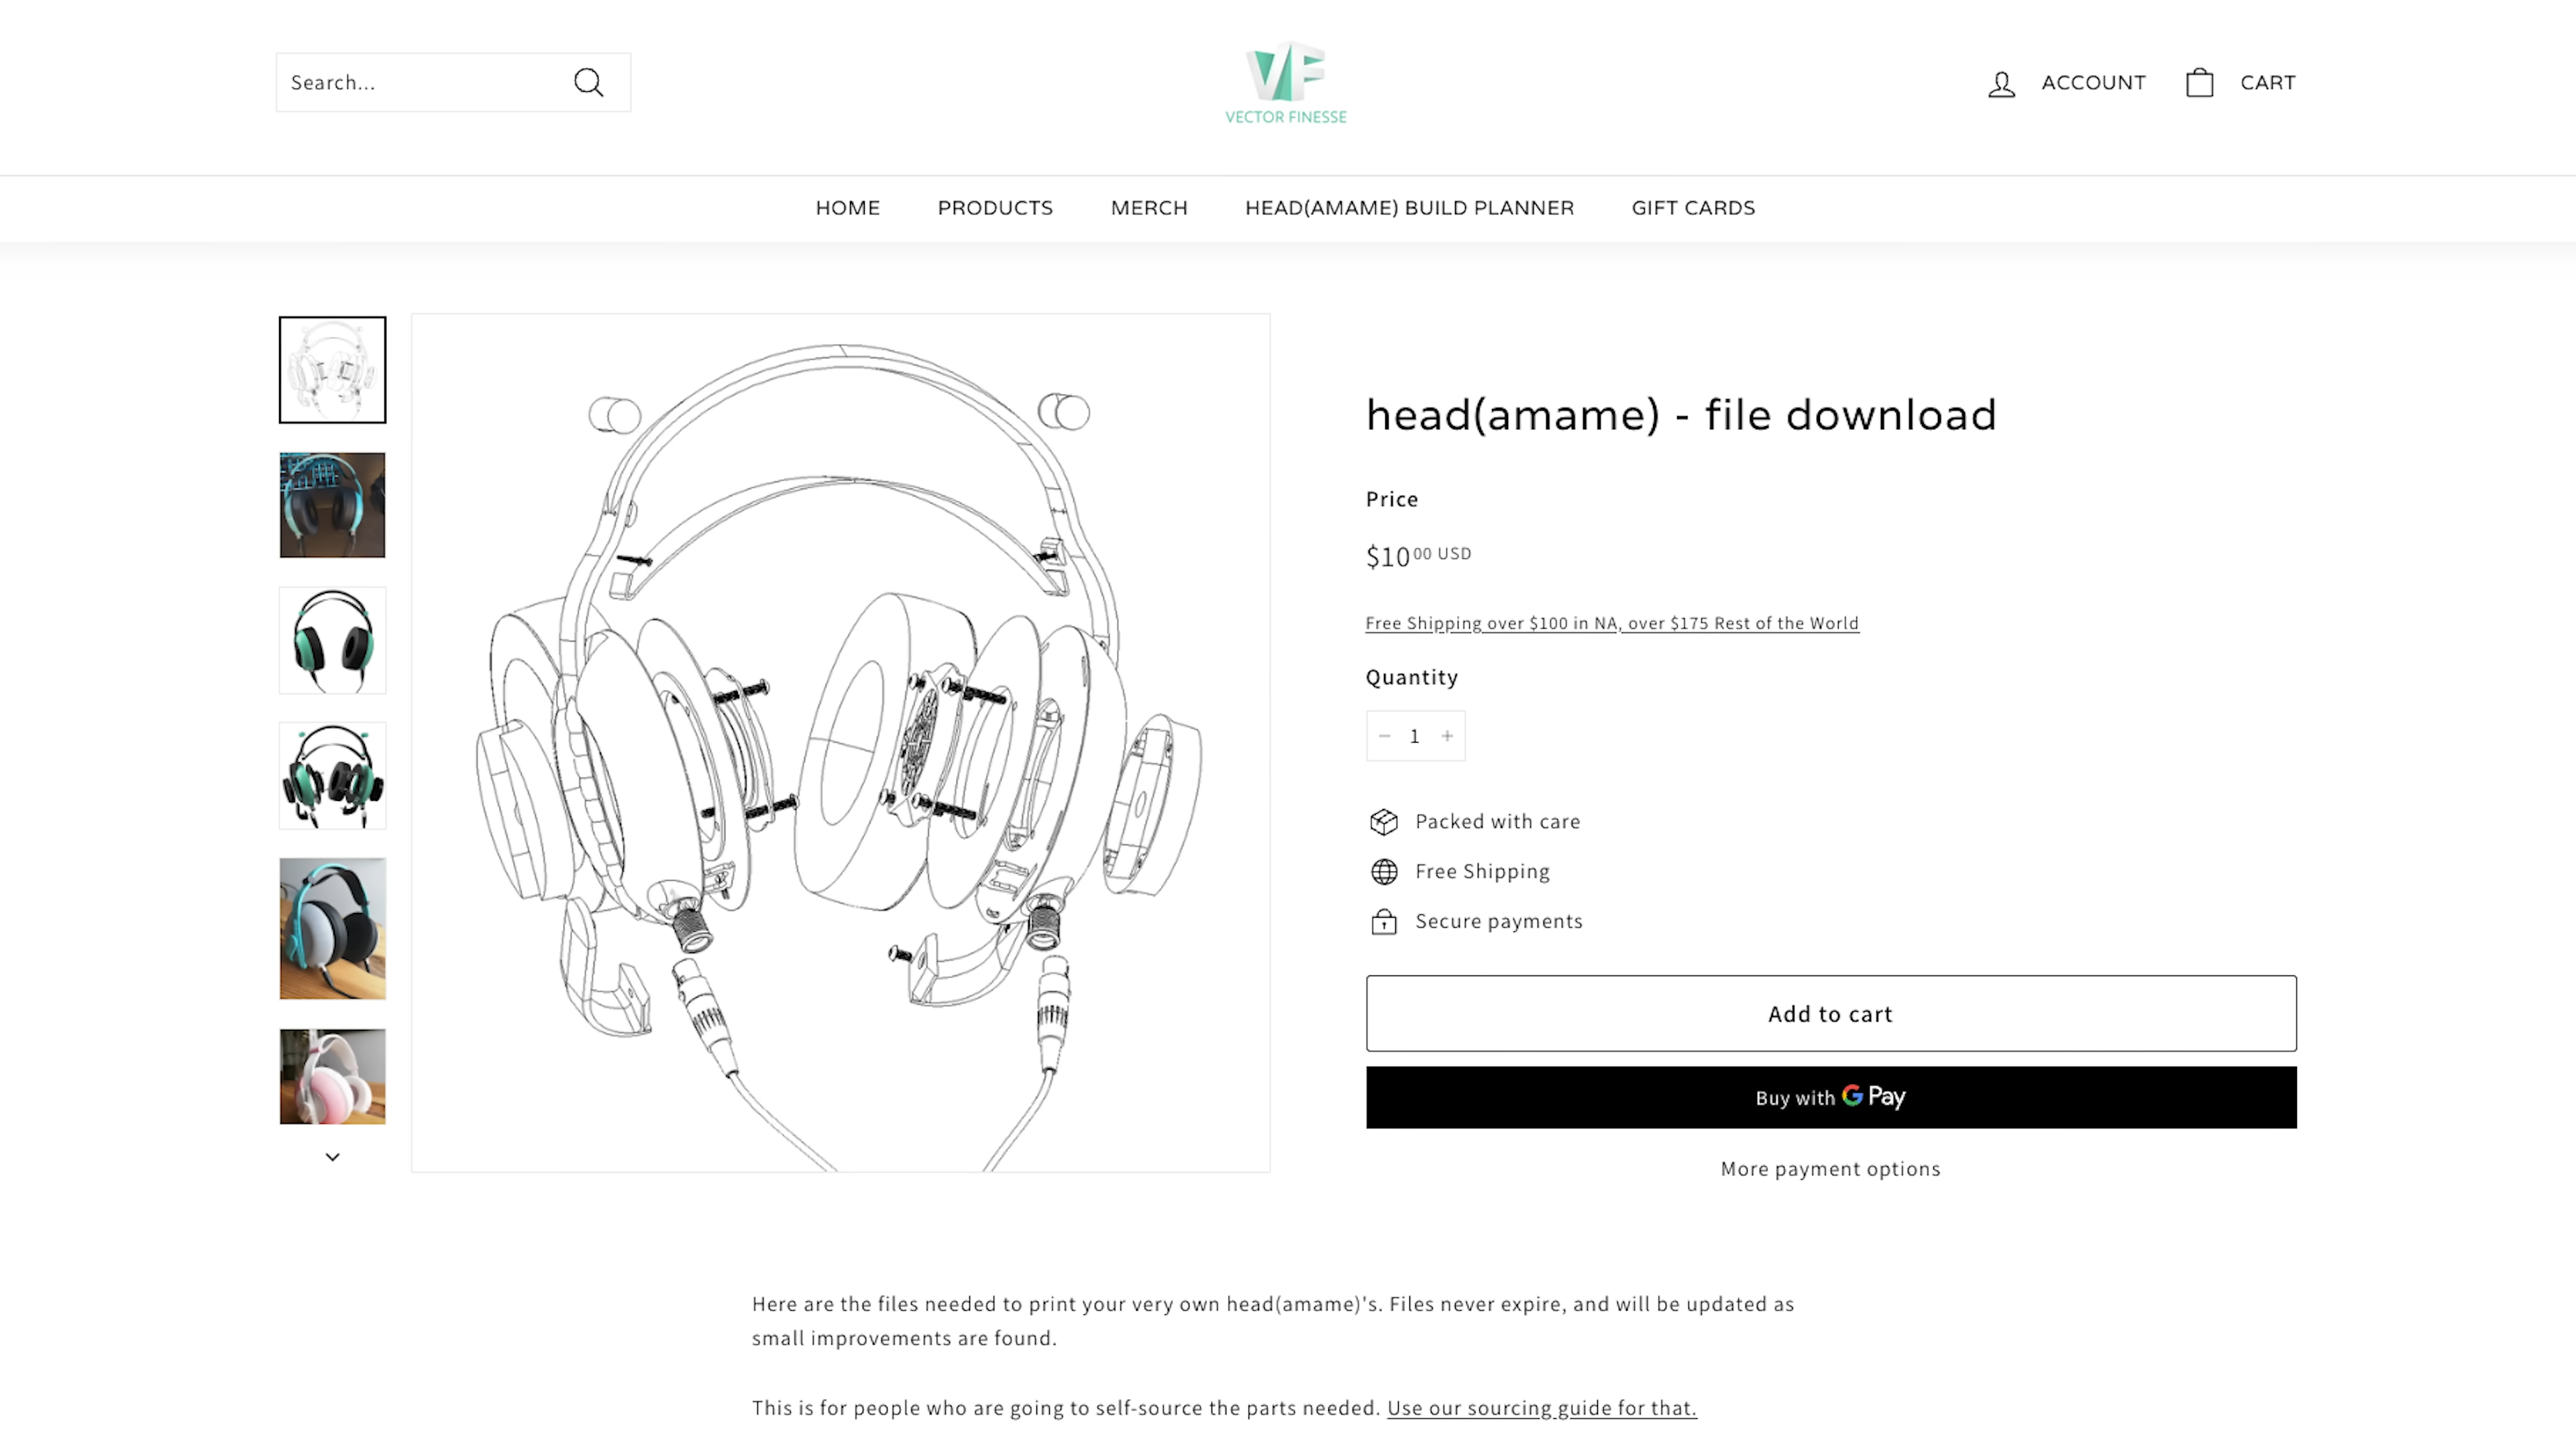 Search...
VF
VECTOR FINESSE
ACCOUNT
CART
HOME
PRODUCTS
MERCH
HEAD(AMAME) BUILD PLANNER
GIFT CARDS
head(amame) - file download
Price
$10 00 USD
Free Shipping over $100 in NA, over $175 Rest of the World
Quantity
− 1 +
Packed with care
Free Shipping
Secure payments
Add to cart
Buy with G Pay
More payment options
Here are the files needed to print your very own head(amame)'s. Files never expire, and will be updated as
small improvements are found.
This is for people who are going to self-source the parts needed. Use our sourcing guide for that.